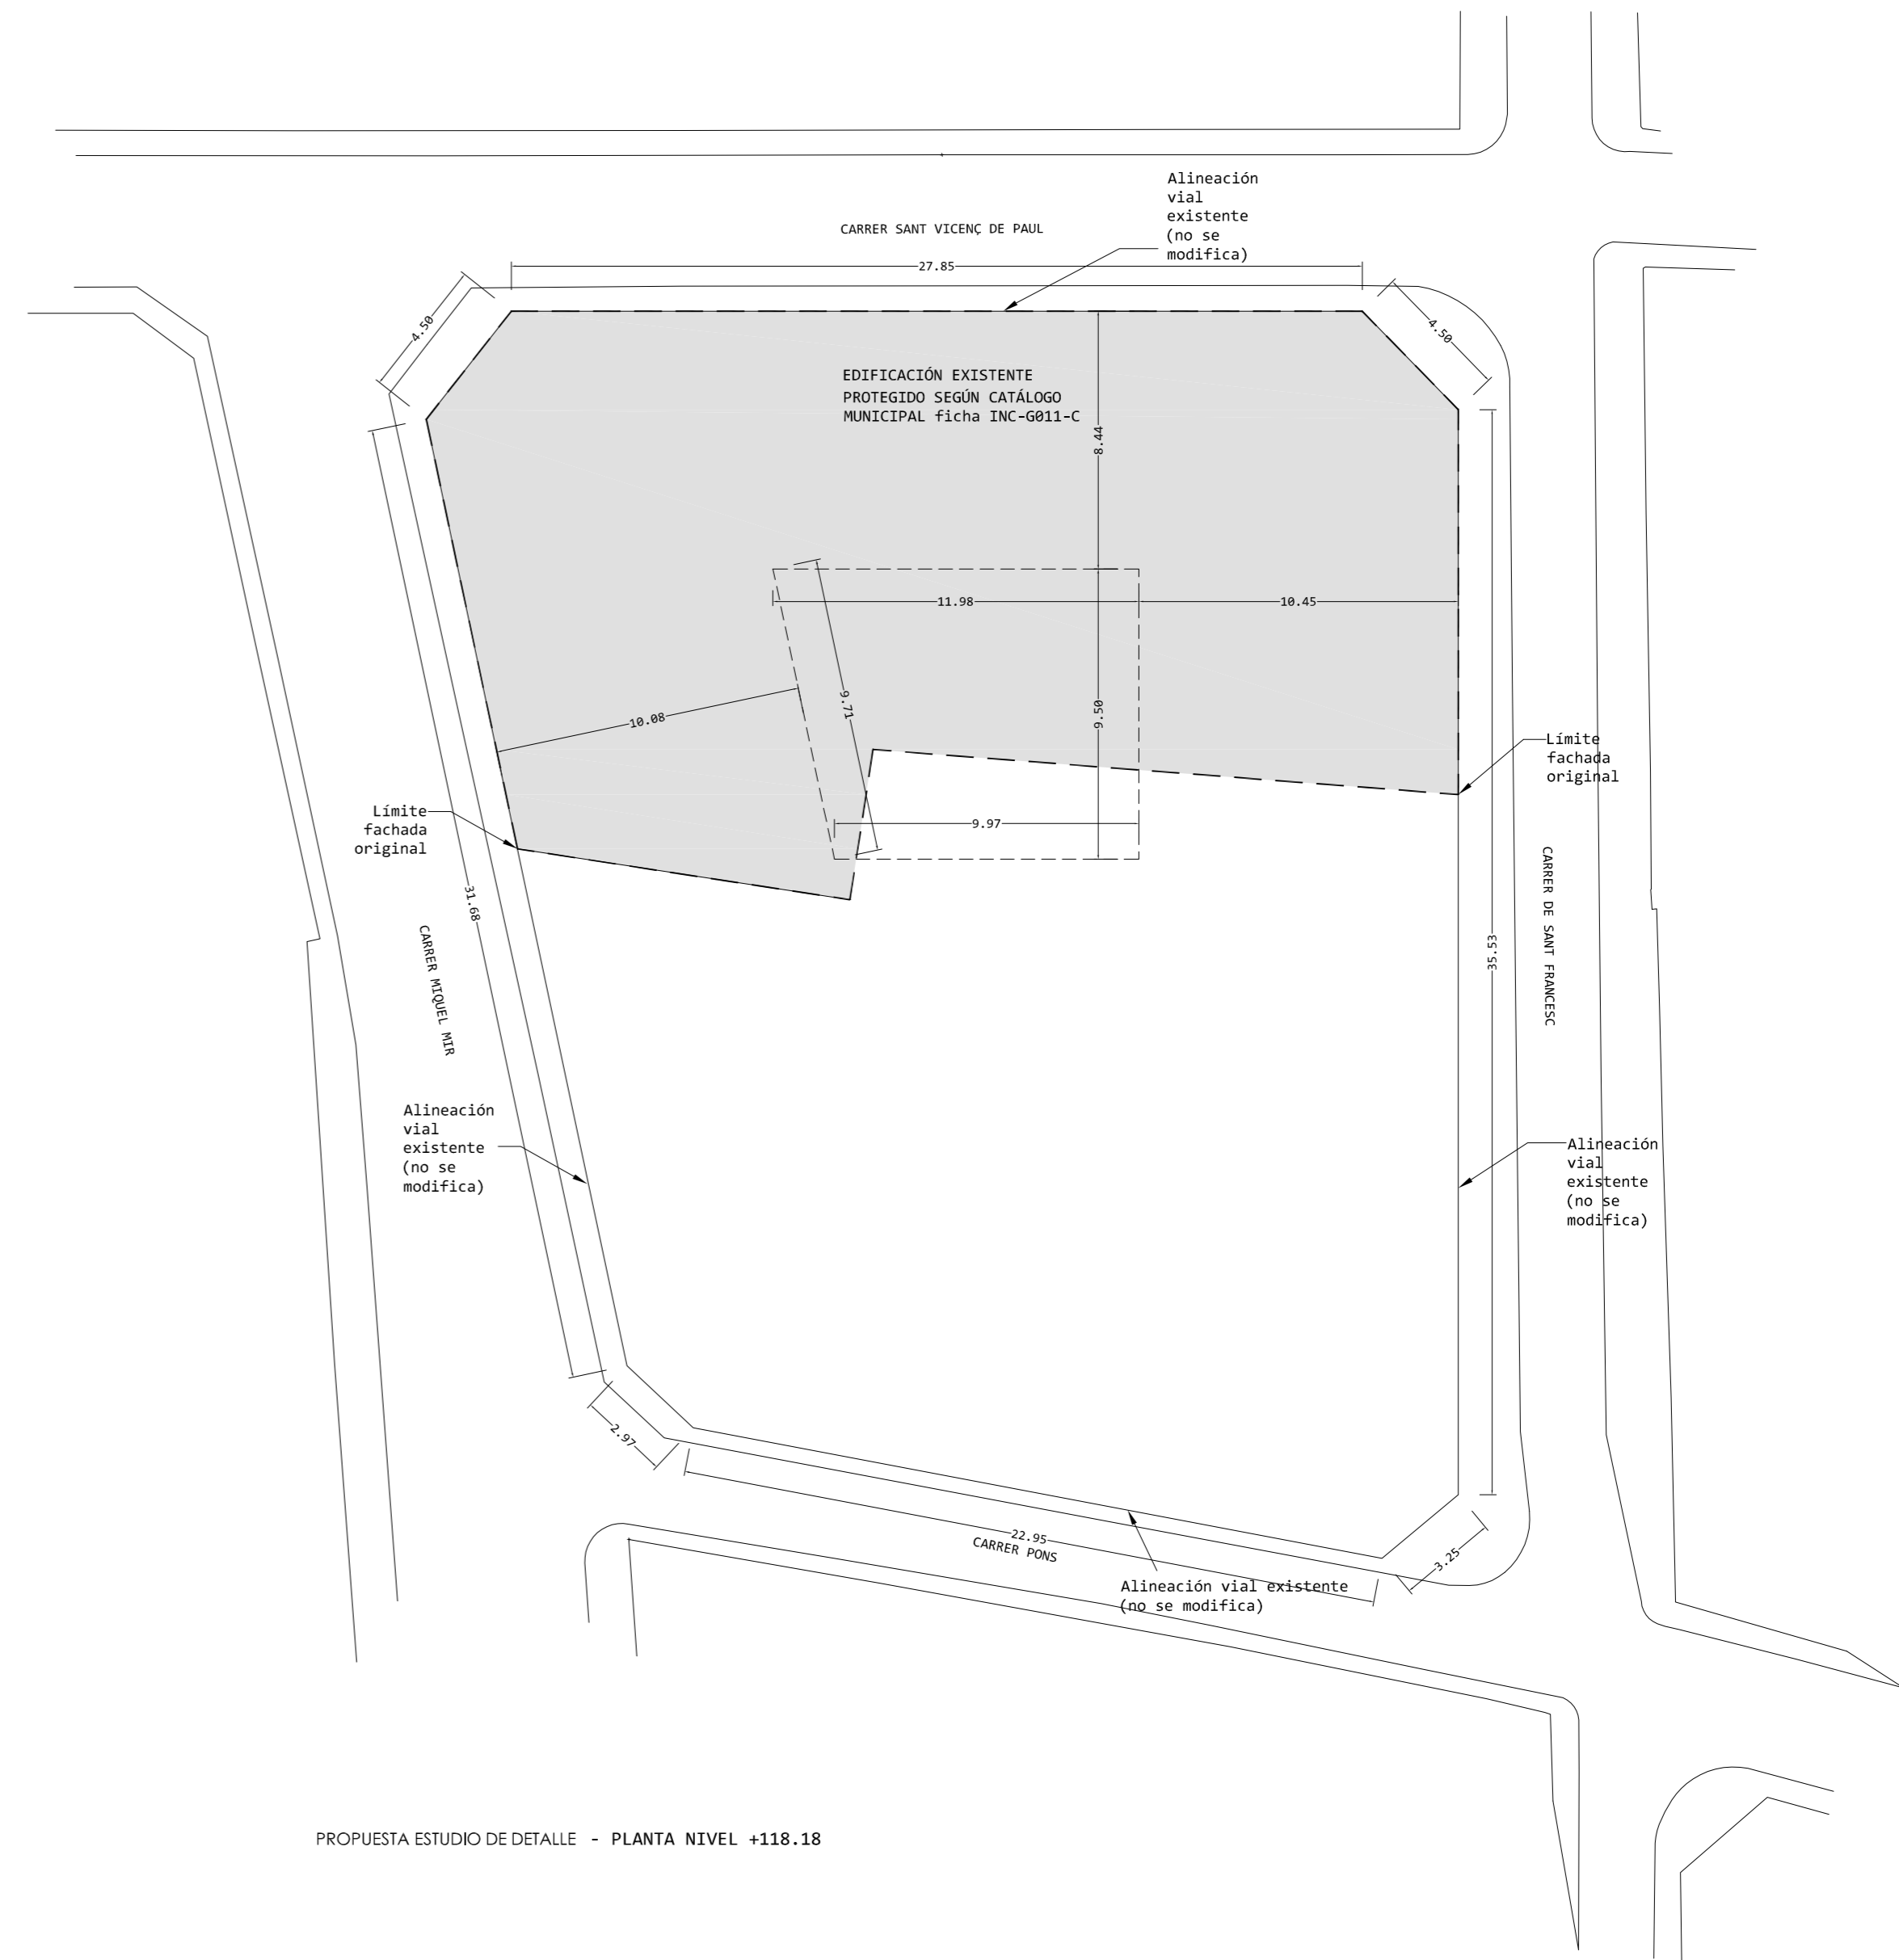 Alineación
vial
existente
(no se
modifica)
CARRER SANT VICENÇ DE PAUL
27.85
4.50
4.50
EDIFICACIÓN EXISTENTE
PROTEGIDO SEGÚN CATÁLOGO
MUNICIPAL ficha INC-G011-C
8.44
11.98
10.45
9.71
9.50
10.08
Límite
fachada
original
Límite
fachada
original
9.97
31.68
CARRER MIQUEL MIR
35.53
CARRER DE SANT FRANCESC
Alineación
vial
existente
(no se
modifica)
Alineación
vial
existente
(no se
modifica)
2.97
22.95
CARRER PONS
3.25
Alineación vial existente
(no se modifica)
PROPUESTA ESTUDIO DE DETALLE - PLANTA NIVEL +118.18